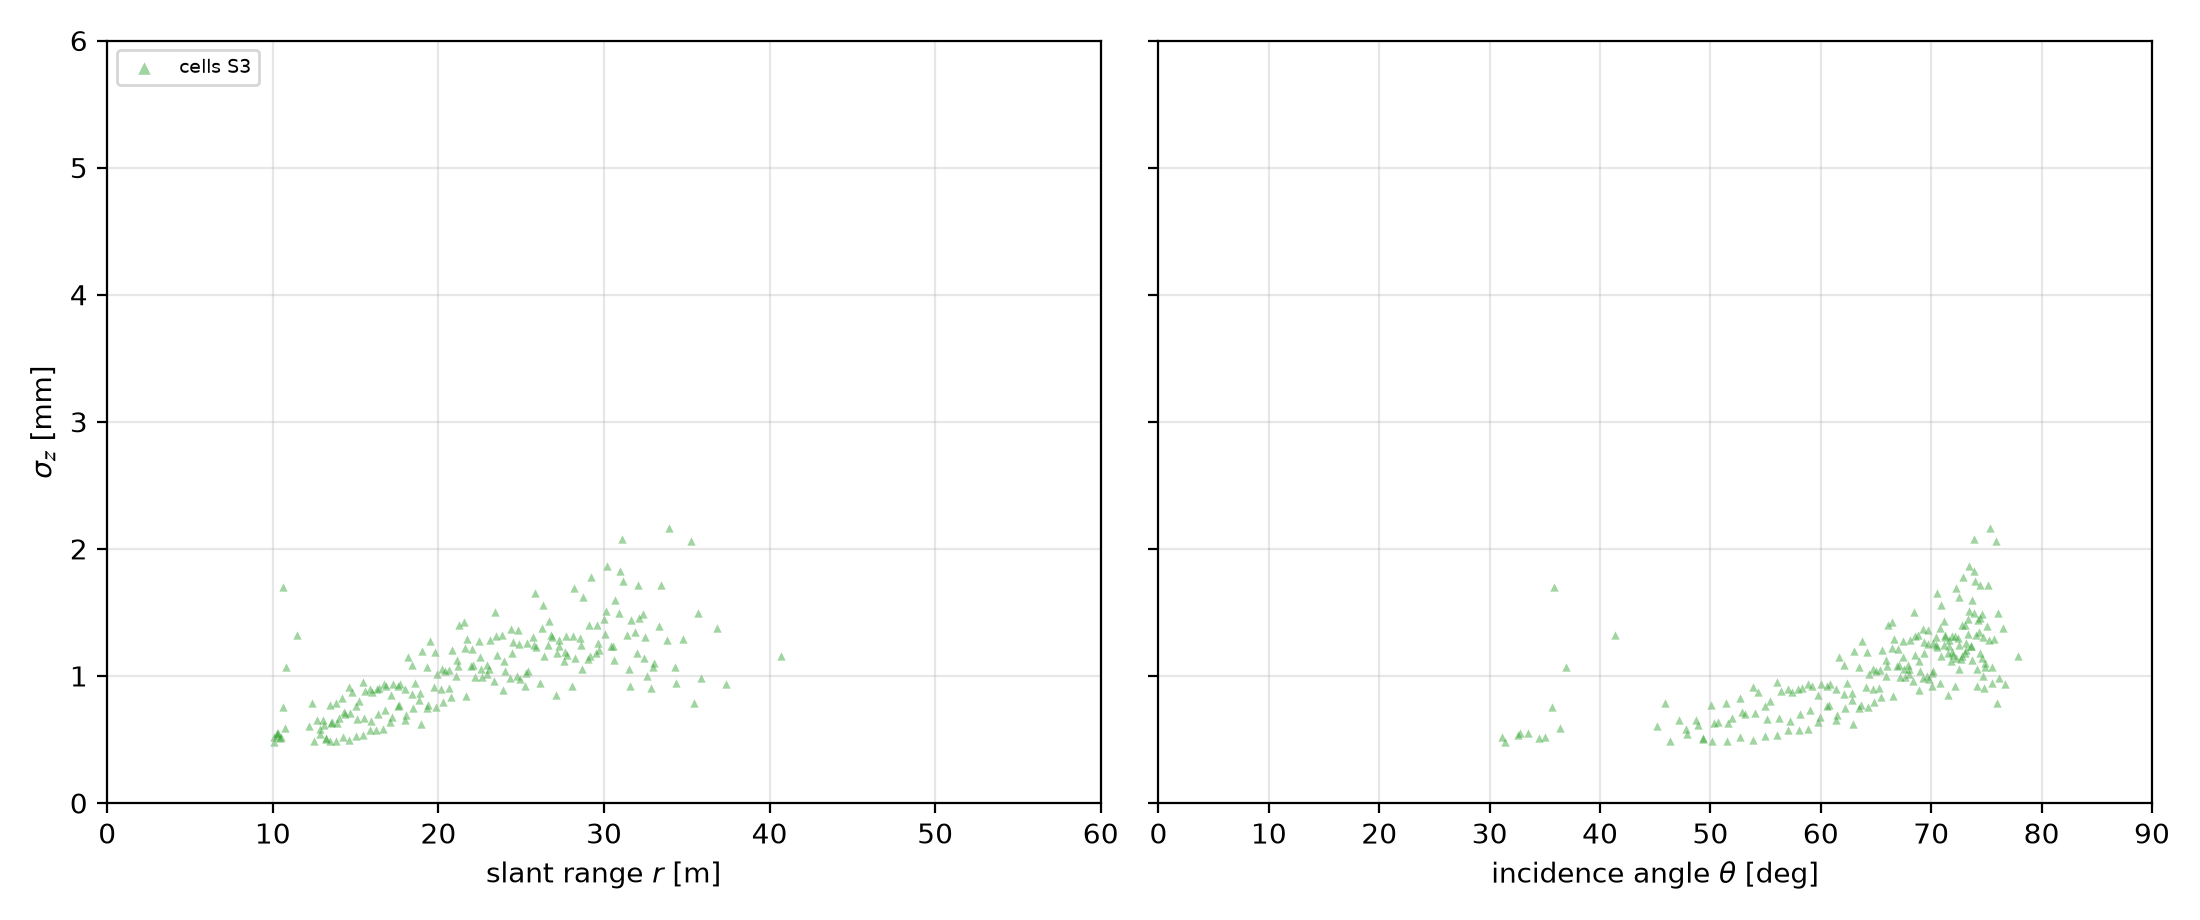 cells S3
6
5
4
3
2
1
0
σz [mm]
0 10 20 30 40 50 60
slant range r [m]
0 10 20 30 40 50 60 70 80 90
incidence angle θ [deg]